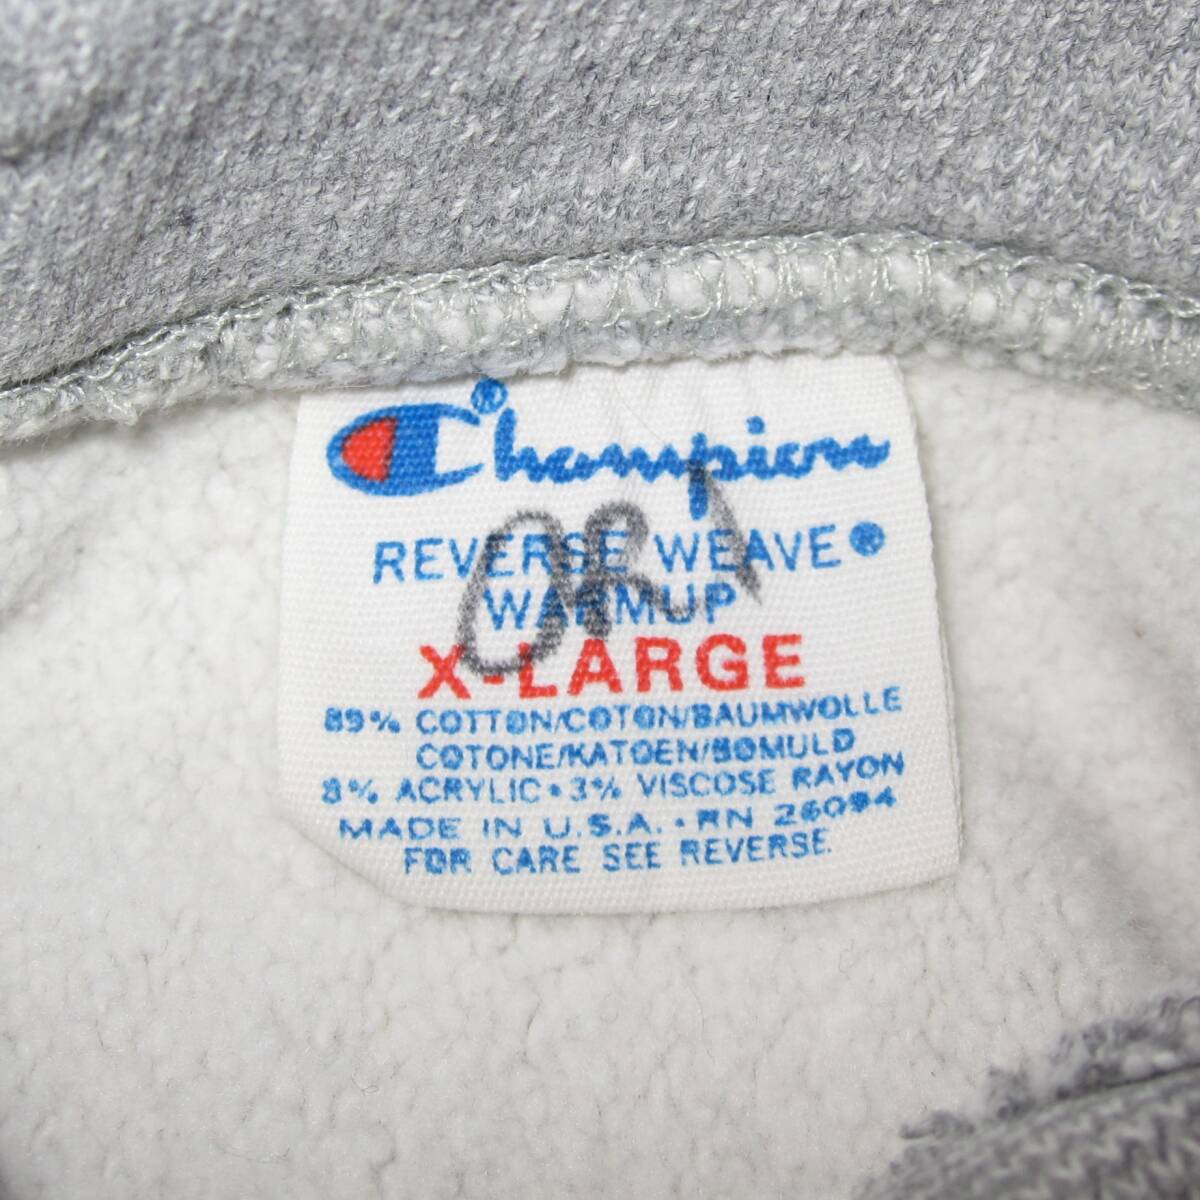 Champion®
REVERSE WEAVE®
WARMUP
X-LARGE
89% COTTON/COTON/BAUMWOLLE
COTONE/KATOEN/BOMULD
8% ACRYLIC • 3% VISCOSE RAYON
MADE IN U.S.A. • RN 26094
FOR CARE SEE REVERSE.